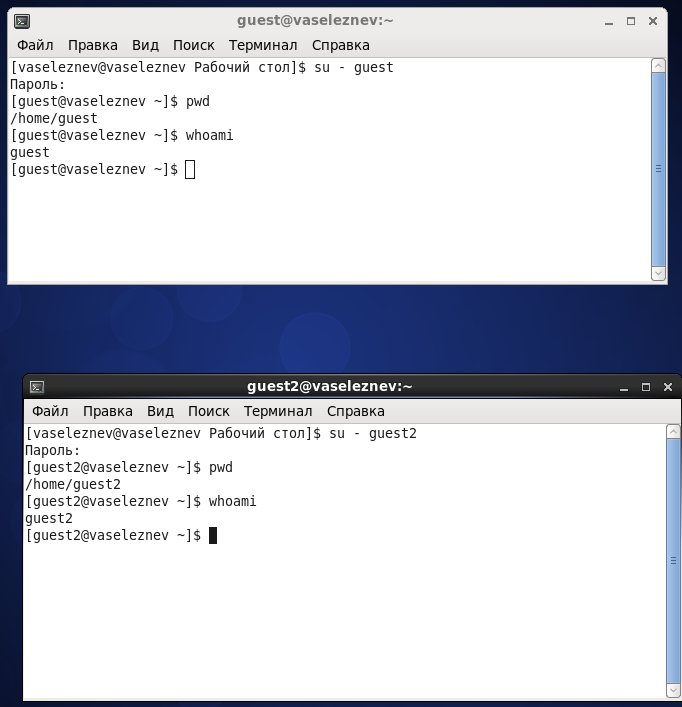 guest@vaseleznev:~
Файл Правка Вид Поиск Терминал Справка
[vaseleznev@vaseleznev Рабочий стол]$ su - guest
Пароль:
[guest@vaseleznev ~]$ pwd
/home/guest
[guest@vaseleznev ~]$ whoami
guest
[guest@vaseleznev ~]$
guest2@vaseleznev:~
Файл Правка Вид Поиск Терминал Справка
[vaseleznev@vaseleznev Рабочий стол]$ su - guest2
Пароль:
[guest2@vaseleznev ~]$ pwd
/home/guest2
[guest2@vaseleznev ~]$ whoami
guest2
[guest2@vaseleznev ~]$